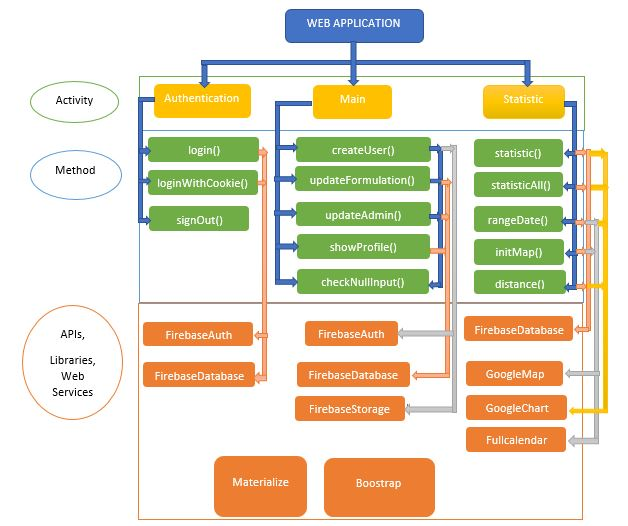 WEB APPLICATION
Activity
Authentication
Main
Statistic
Method
login()
createUser()
statistic()
loginWithCookie()
updateFormulation()
statisticAll()
signOut()
updateAdmin()
rangeDate()
showProfile()
initMap()
checkNullInput()
distance()
APIs,
Libraries,
Web
Services
FirebaseAuth
FirebaseAuth
FirebaseDatabase
FirebaseDatabase
FirebaseDatabase
GoogleMap
FirebaseStorage
GoogleChart
Fullcalendar
Materialize
Boostrap